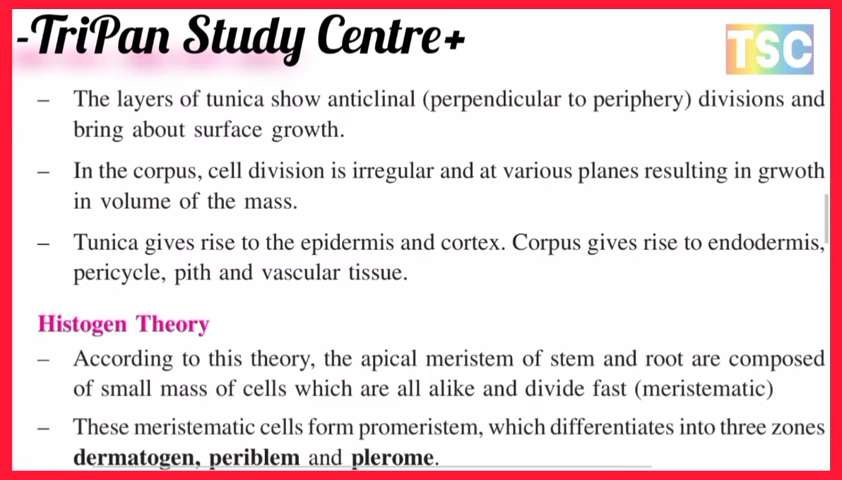 -TriPan Study Centre+
TSC
– The layers of tunica show anticlinal (perpendicular to periphery) divisions and
bring about surface growth.
– In the corpus, cell division is irregular and at various planes resulting in grwoth
in volume of the mass.
– Tunica gives rise to the epidermis and cortex. Corpus gives rise to endodermis,
pericycle, pith and vascular tissue.
Histogen Theory
– According to this theory, the apical meristem of stem and root are composed
of small mass of cells which are all alike and divide fast (meristematic)
– These meristematic cells form promeristem, which differentiates into three zones
dermatogen, periblem and plerome.